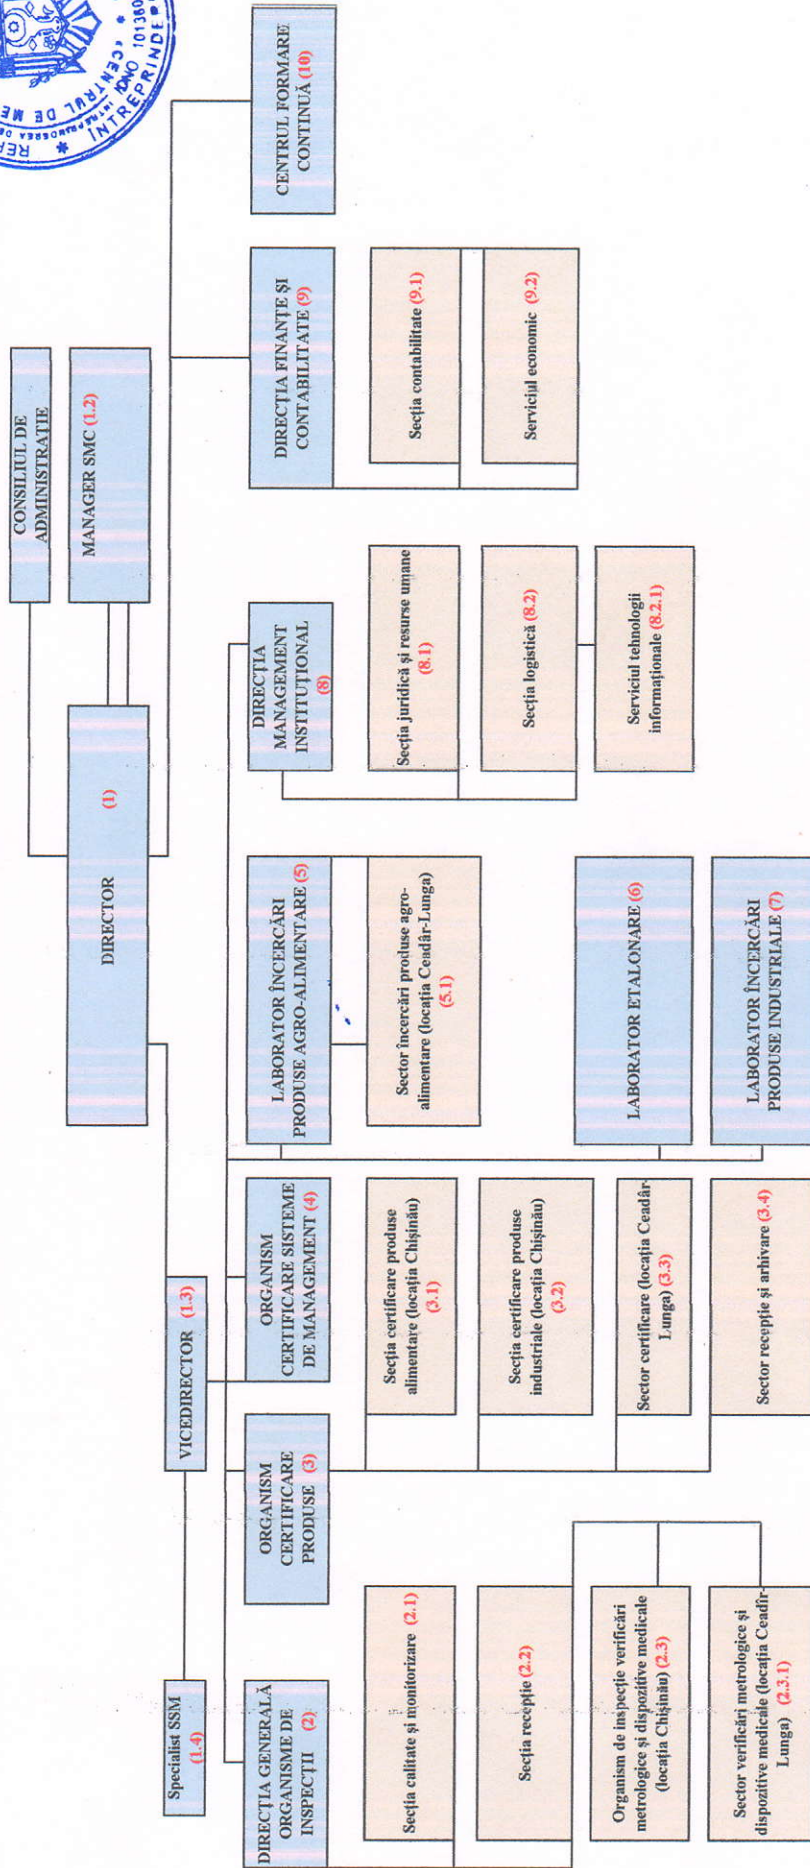 CONSILIUL DE
ADMINISTRAȚIE
DIRECTOR (1)
MANAGER SMC (1.2)
Specialist SSM
(1.4)
VICEDIRECTOR (1.3)
DIRECȚIA GENERALĂ
ORGANISME DE
INSPECȚII (2)
ORGANISM
CERTIFICARE
PRODUSE (3)
ORGANISM
CERTIFICARE SISTEME
DE MANAGEMENT (4)
LABORATOR ÎNCERCĂRI
PRODUSE AGRO-ALIMENTARE (5)
DIRECȚIA
MANAGEMENT
INSTITUȚIONAL
(8)
DIRECȚIA FINANȚE ȘI
CONTABILITATE (9)
CENTRUL FORMARE
CONTINUĂ (10)
Secția calitate și monitorizare (2.1)
Secția recepție (2.2)
Organism de inspecție verificări
metrologice și dispozitive medicale
(locația Chișinău) (2.3)
Sector verificări metrologice și
dispozitive medicale (locația Ceadîr-
Lunga) (2.3.1)
Secția certificare produse
alimentare (locația Chișinău)
(3.1)
Secția certificare produse
industriale (locația Chișinău)
(3.2)
Sector certificare (locația Ceadâr-
Lunga) (3.3)
Sector recepție și arhivare (3.4)
Sector încercări produse agro-
alimentare (locația Ceadâr-Lunga)
(5.1)
LABORATOR ETALONARE (6)
LABORATOR ÎNCERCĂRI
PRODUSE INDUSTRIALE (7)
Secția juridică și resurse umane
(8.1)
Secția logistică (8.2)
Serviciul tehnologii
informaționale (8.2.1)
Secția contabilitate (9.1)
Serviciul economic (9.2)